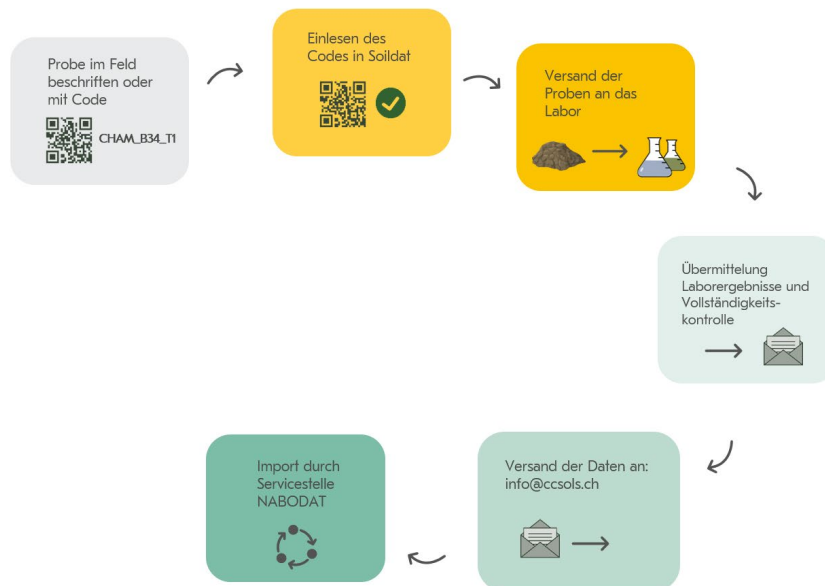 Probe im Feld
beschriften oder
mit Code
CHAM_B34_T1
Einlesen des
Codes in Soildat
Versand der
Proben an das
Labor
Übermittelung
Laborergebnisse und
Vollständigkeits-
kontrolle
Versand der Daten an:
info@ccsols.ch
Import durch
Servicestelle
NABODAT